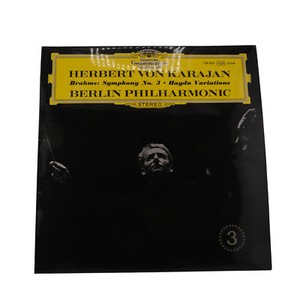 HERBERT VON KARAJAN
Brahms: Symphony No. 3 • Haydn Variations
BERLIN PHILHARMONIC
STEREO
3